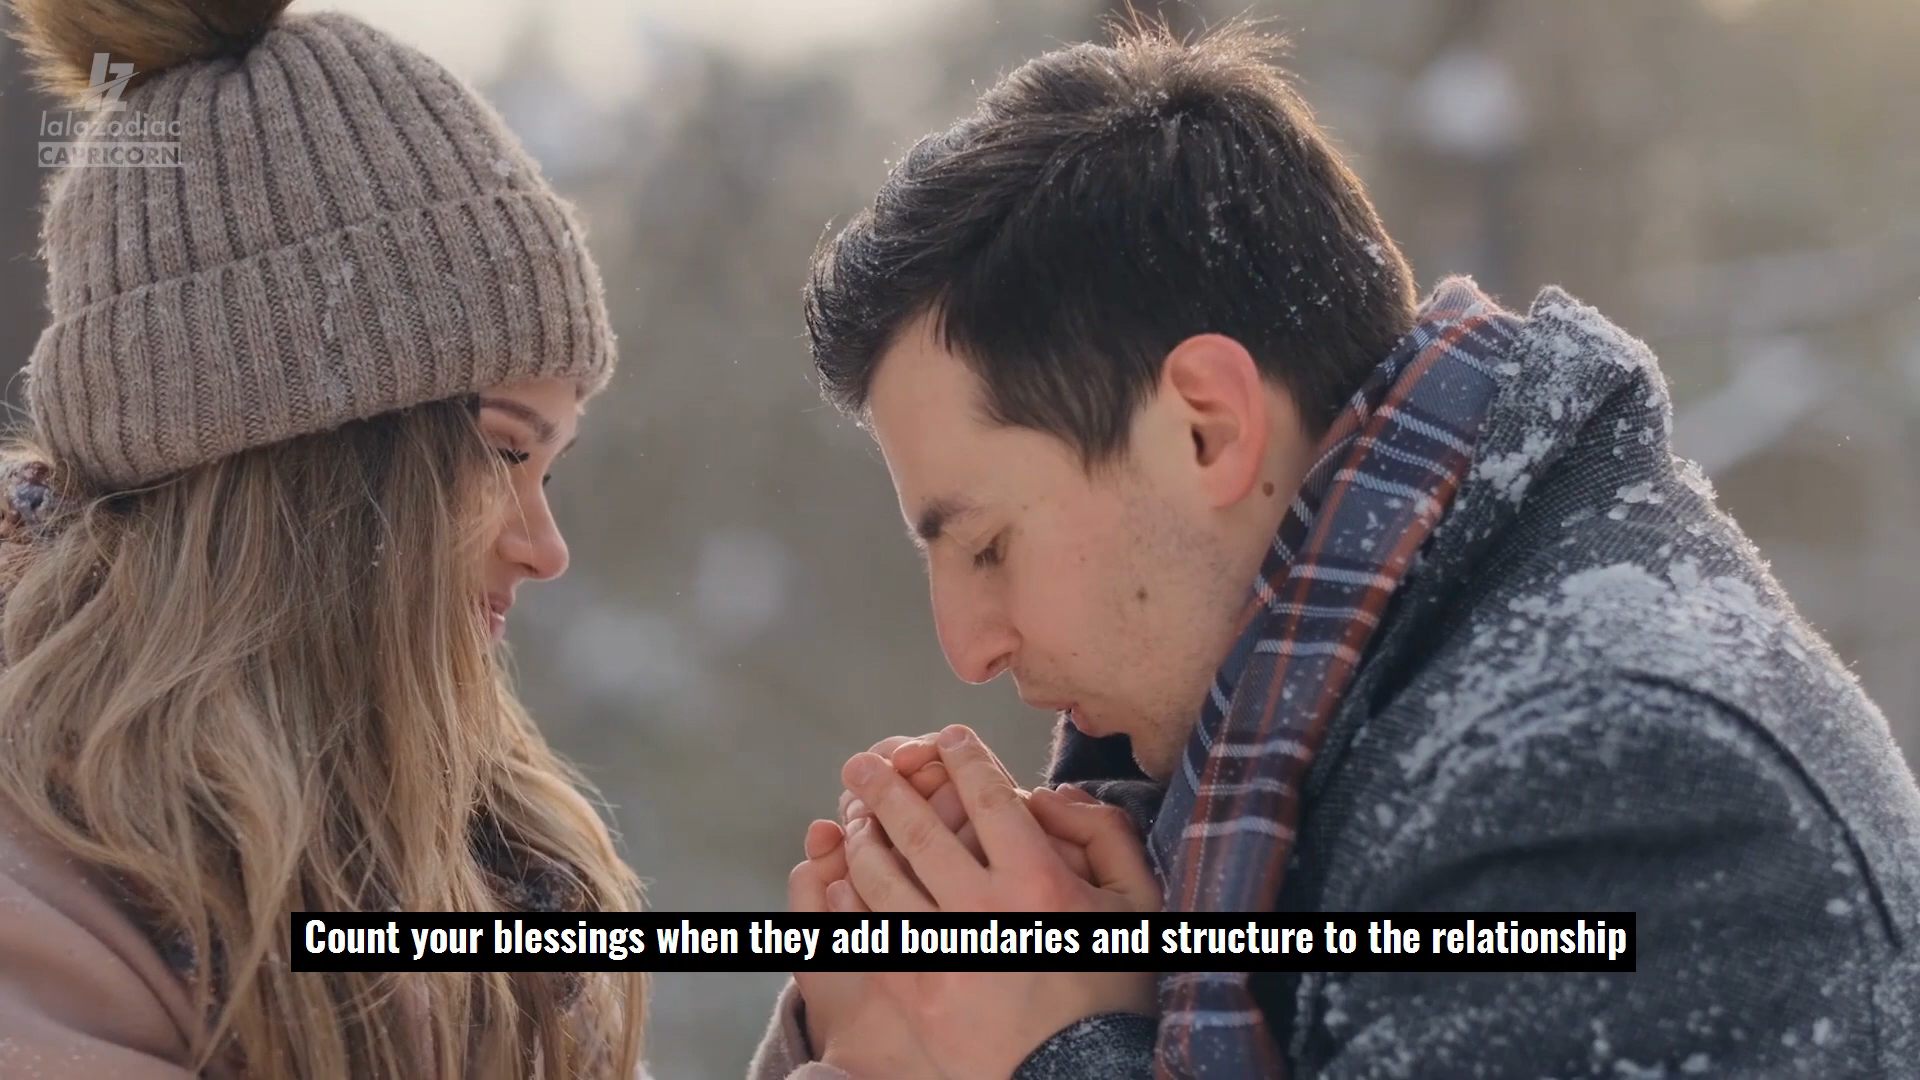 lalazodiac
CAPRICORN
Count your blessings when they add boundaries and structure to the relationship